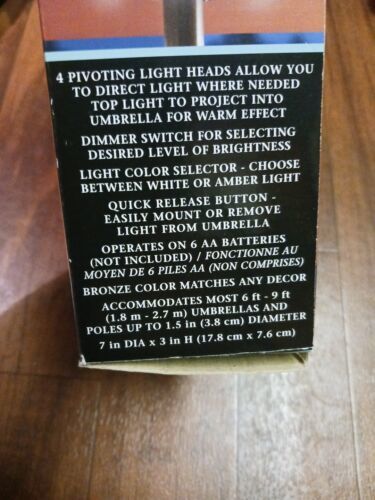 4 PIVOTING LIGHT HEADS ALLOW YOU
TO DIRECT LIGHT WHERE NEEDED
TOP LIGHT TO PROJECT INTO
UMBRELLA FOR WARM EFFECT
DIMMER SWITCH FOR SELECTING
DESIRED LEVEL OF BRIGHTNESS
LIGHT COLOR SELECTOR - CHOOSE
BETWEEN WHITE OR AMBER LIGHT
QUICK RELEASE BUTTON -
EASILY MOUNT OR REMOVE
LIGHT FROM UMBRELLA
OPERATES ON 6 AA BATTERIES
(NOT INCLUDED) / FONCTIONNE AU
MOYEN DE 6 PILES AA (NON COMPRISES)
BRONZE COLOR MATCHES ANY DECOR
ACCOMMODATES MOST 6 ft - 9 ft
(1.8 m - 2.7 m) UMBRELLAS AND
POLES UP TO 1.5 in (3.8 cm) DIAMETER
7 in DIA x 3 in H (17.8 cm x 7.6 cm)